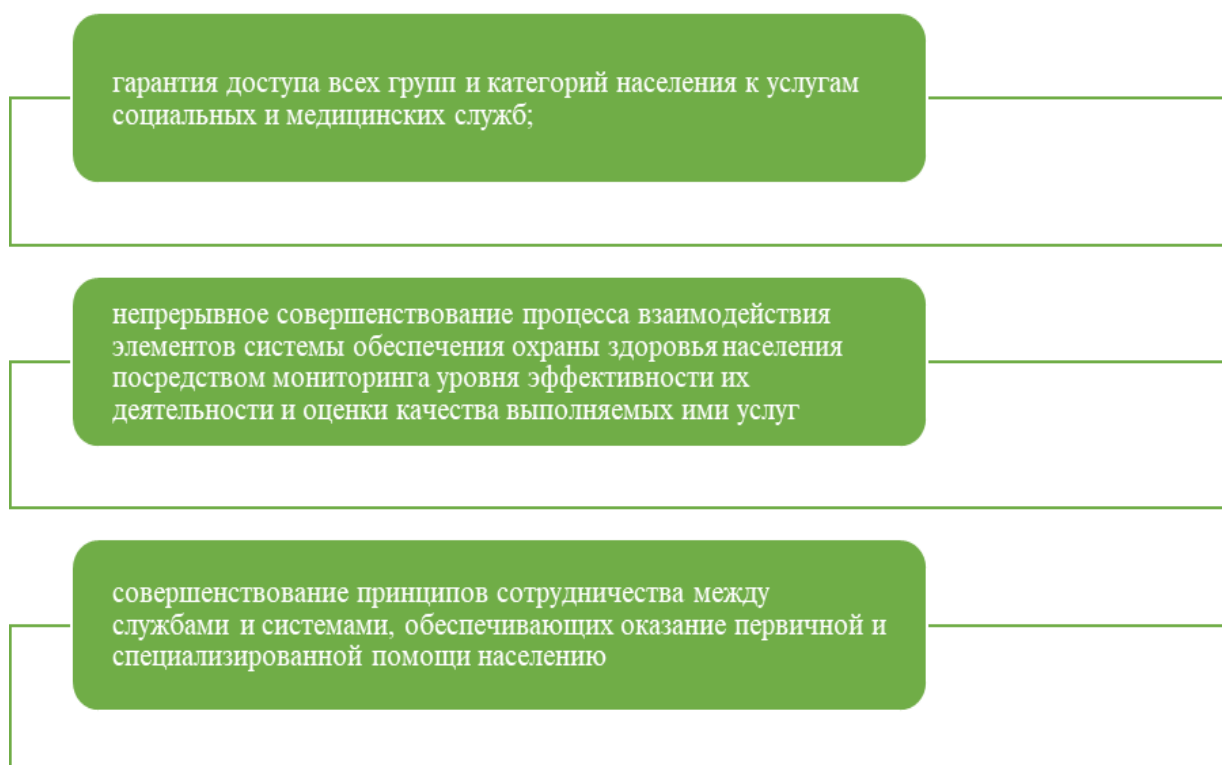 гарантия доступа всех групп и категорий населения к услугам
социальных и медицинских служб;
непрерывное совершенствование процесса взаимодействия
элементов системы обеспечения охраны здоровья населения
посредством мониторинга уровня эффективности их
деятельности и оценки качества выполняемых ими услуг
совершенствование принципов сотрудничества между
службами и системами, обеспечивающих оказание первичной и
специализированной помощи населению